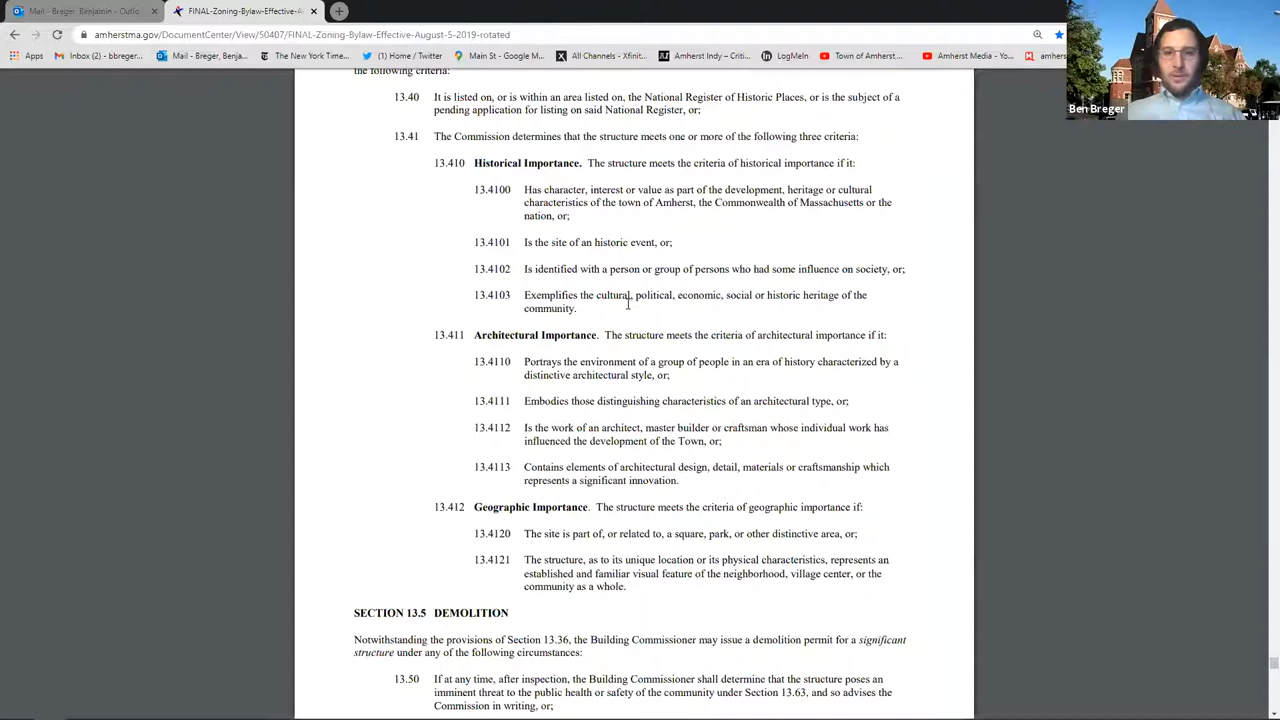 Mail - Breger, Benjamin - Outlo
FINAL-Zoning-Bylaw-Effective-A
amherstma.gov/DocumentCenter/View/50407/FINAL-Zoning-Bylaw-Effective-August-5-2019-rotated
Apps
Inbox (2) - bbreger...
Mail - Breger, Benja...
The New York Time...
(1) Home / Twitter
Main St - Google M...
All Channels - Xfinit...
Amherst Indy – Criti...
LogMeIn
Town of Amherst...
Amherst Media - Yo...
amhers
Ben Breger
the following criteria:
13.40 It is listed on, or is within an area listed on, the National Register of Historic Places, or is the subject of a
pending application for listing on said National Register, or;
13.41 The Commission determines that the structure meets one or more of the following three criteria:
13.410 Historical Importance. The structure meets the criteria of historical importance if it:
13.4100 Has character, interest or value as part of the development, heritage or cultural
characteristics of the town of Amherst, the Commonwealth of Massachusetts or the
nation, or;
13.4101 Is the site of an historic event, or;
13.4102 Is identified with a person or group of persons who had some influence on society, or;
13.4103 Exemplifies the cultural, political, economic, social or historic heritage of the
community.
13.411 Architectural Importance. The structure meets the criteria of architectural importance if it:
13.4110 Portrays the environment of a group of people in an era of history characterized by a
distinctive architectural style, or;
13.4111 Embodies those distinguishing characteristics of an architectural type, or;
13.4112 Is the work of an architect, master builder or craftsman whose individual work has
influenced the development of the Town, or;
13.4113 Contains elements of architectural design, detail, materials or craftsmanship which
represents a significant innovation.
13.412 Geographic Importance. The structure meets the criteria of geographic importance if:
13.4120 The site is part of, or related to, a square, park, or other distinctive area, or;
13.4121 The structure, as to its unique location or its physical characteristics, represents an
established and familiar visual feature of the neighborhood, village center, or the
community as a whole.
SECTION 13.5 DEMOLITION
Notwithstanding the provisions of Section 13.36, the Building Commissioner may issue a demolition permit for a significant
structure under any of the following circumstances:
13.50 If at any time, after inspection, the Building Commissioner shall determine that the structure poses an
imminent threat to the public health or safety of the community under Section 13.63, and so advises the
Commission in writing, or;